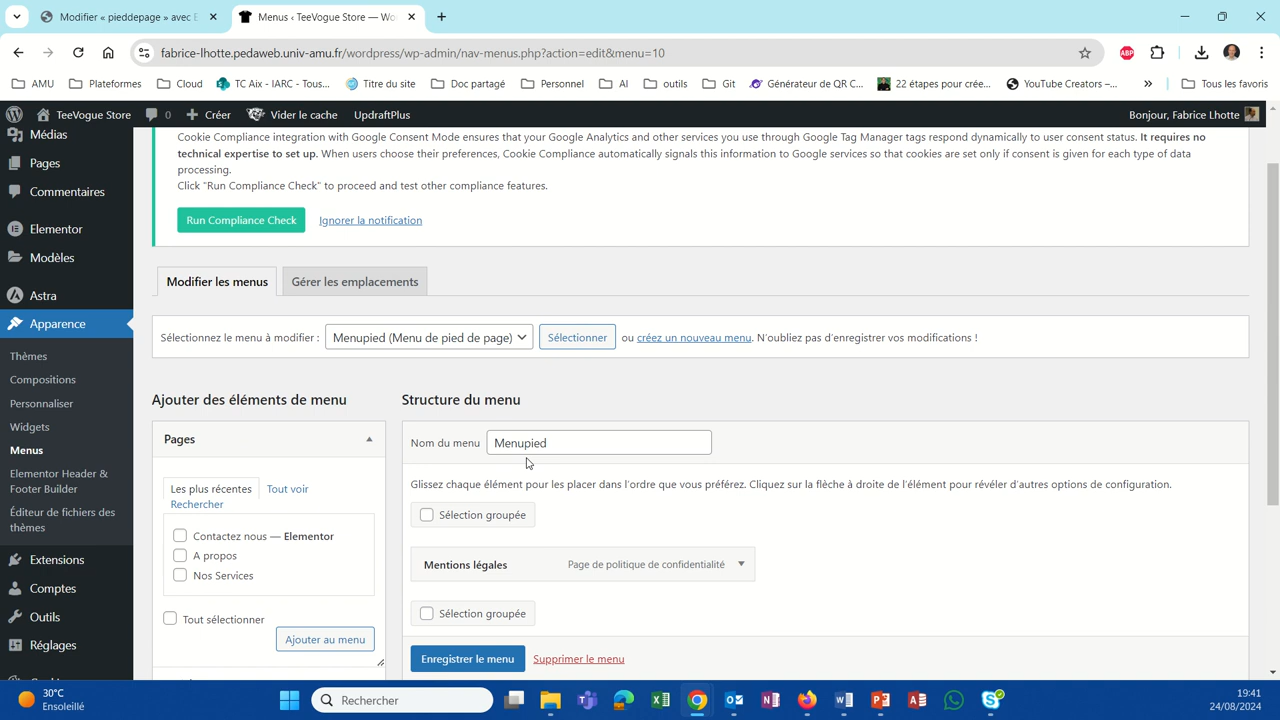 Modifier « pieddepage » avec E
Menus ‹ TeeVogue Store — Wo
fabrice-lhotte.pedaweb.univ-amu.fr/wordpress/wp-admin/nav-menus.php?action=edit&menu=10
ABP
AMU
Plateformes
Cloud
TC Aix - IARC - Tous...
Titre du site
Doc partagé
Personnel
AI
outils
Git
Générateur de QR C...
22 étapes pour crée...
YouTube Creators –...
»
Tous les favoris
TeeVogue Store
0
Créer
Vider le cache
UpdraftPlus
Bonjour, Fabrice Lhotte
Médias
Pages
Commentaires
Elementor
Modèles
Astra
Apparence
Thèmes
Compositions
Personnaliser
Widgets
Menus
Elementor Header &
Footer Builder
Éditeur de fichiers des
thèmes
Extensions
Comptes
Outils
Réglages
Cookie Compliance integration with Google Consent Mode ensures that your Google Analytics and other services you use through Google Tag Manager tags respond dynamically to user consent status. It requires no
technical expertise to set up. When users choose their preferences, Cookie Compliance automatically signals this information to Google services so that cookies are set only if consent is given for each type of data
processing.
Click "Run Compliance Check" to proceed and test other compliance features.
Run Compliance Check
Ignorer la notification
Modifier les menus
Gérer les emplacements
Sélectionnez le menu à modifier :
Menupied (Menu de pied de page)
Sélectionner
ou créez un nouveau menu. N'oubliez pas d'enregistrer vos modifications !
Ajouter des éléments de menu
Pages
Les plus récentes
Tout voir
Rechercher
Contactez nous — Elementor
A propos
Nos Services
Tout sélectionner
Ajouter au menu
Structure du menu
Nom du menu
Menupied
Glissez chaque élément pour les placer dans l'ordre que vous préférez. Cliquez sur la flèche à droite de l'élément pour révéler d'autres options de configuration.
Sélection groupée
Mentions légales
Page de politique de confidentialité
Sélection groupée
Enregistrer le menu
Supprimer le menu
30°C
Ensoleillé
Rechercher
19:41
24/08/2024